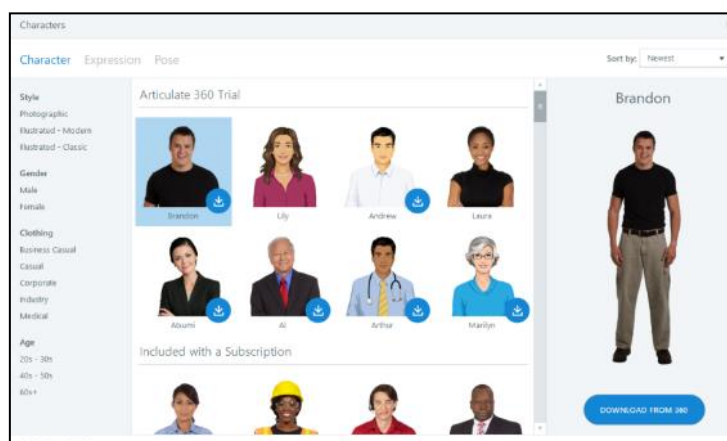 Characters
Character Expression Pose
Sort by: Newest
Style
Photographic
Illustrated - Modern
Illustrated - Classic
Gender
Male
Female
Clothing
Business Casual
Casual
Corporate
Industry
Medical
Age
20s - 30s
40s - 50s
60s+
Articulate 360 Trial
Brandon Lily Andrew Laura
Abumi Al Arthur Marilyn
Included with a Subscription
Brandon
DOWNLOAD FROM 360